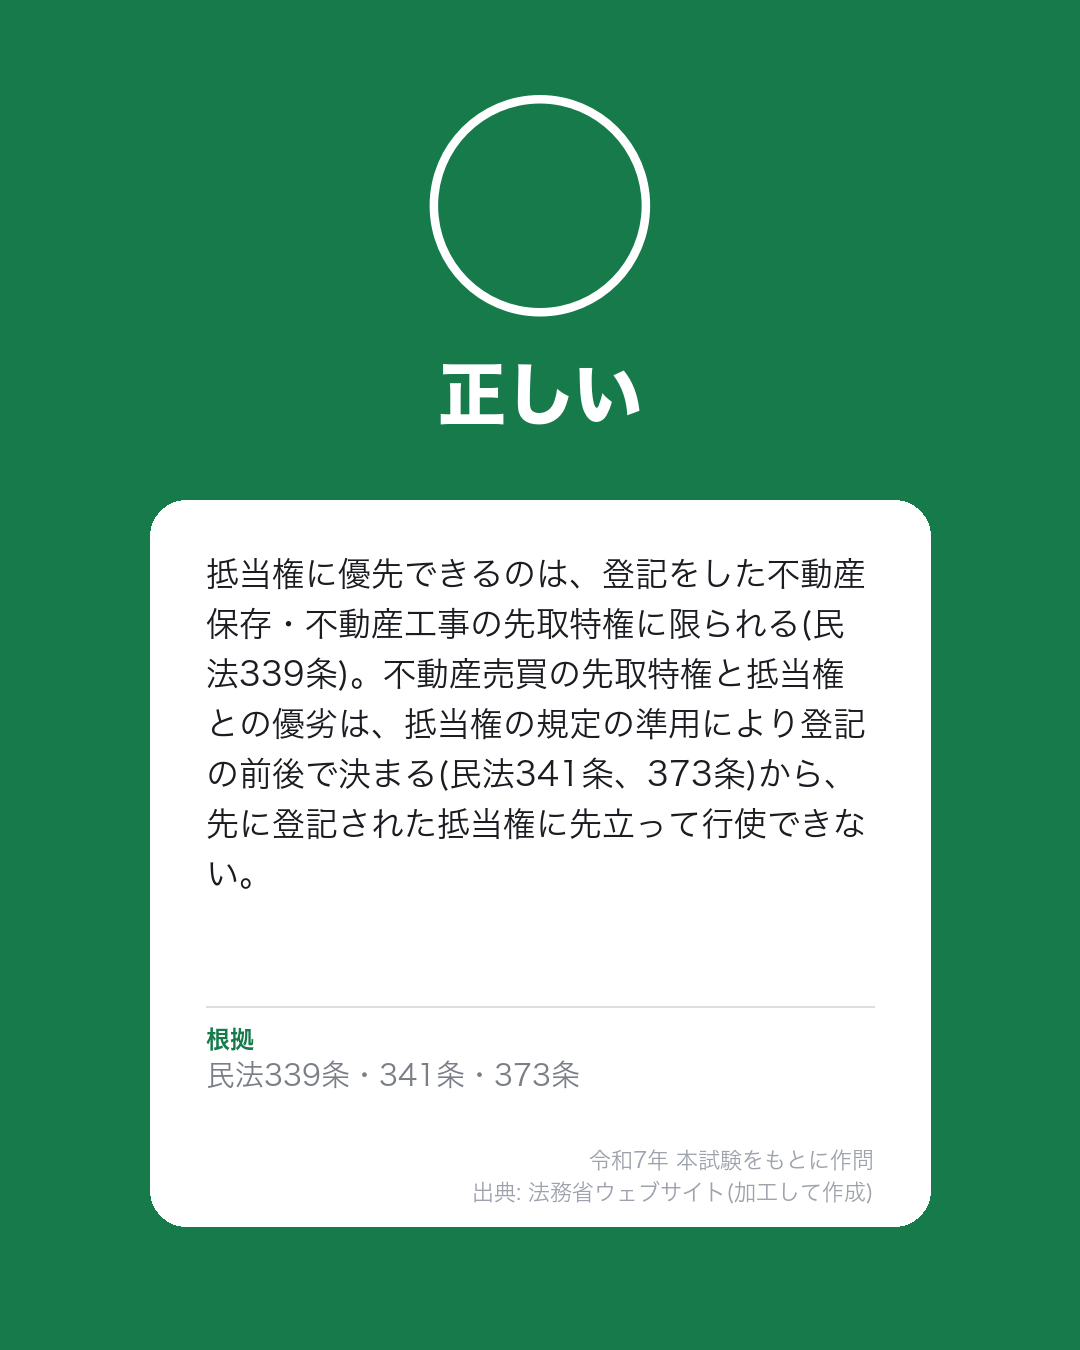 正しい
抵当権に優先できるのは、登記をした不動産
保存・不動産工事の先取特権に限られる(民
法339条)。不動産売買の先取特権と抵当権
との優劣は、抵当権の規定の準用により登記
の前後で決まる(民法341条、373条)から、
先に登記された抵当権に先立って行使できな
い。
根拠
民法339条・341条・373条
令和7年 本試験をもとに作問
出典: 法務省ウェブサイト(加工して作成)